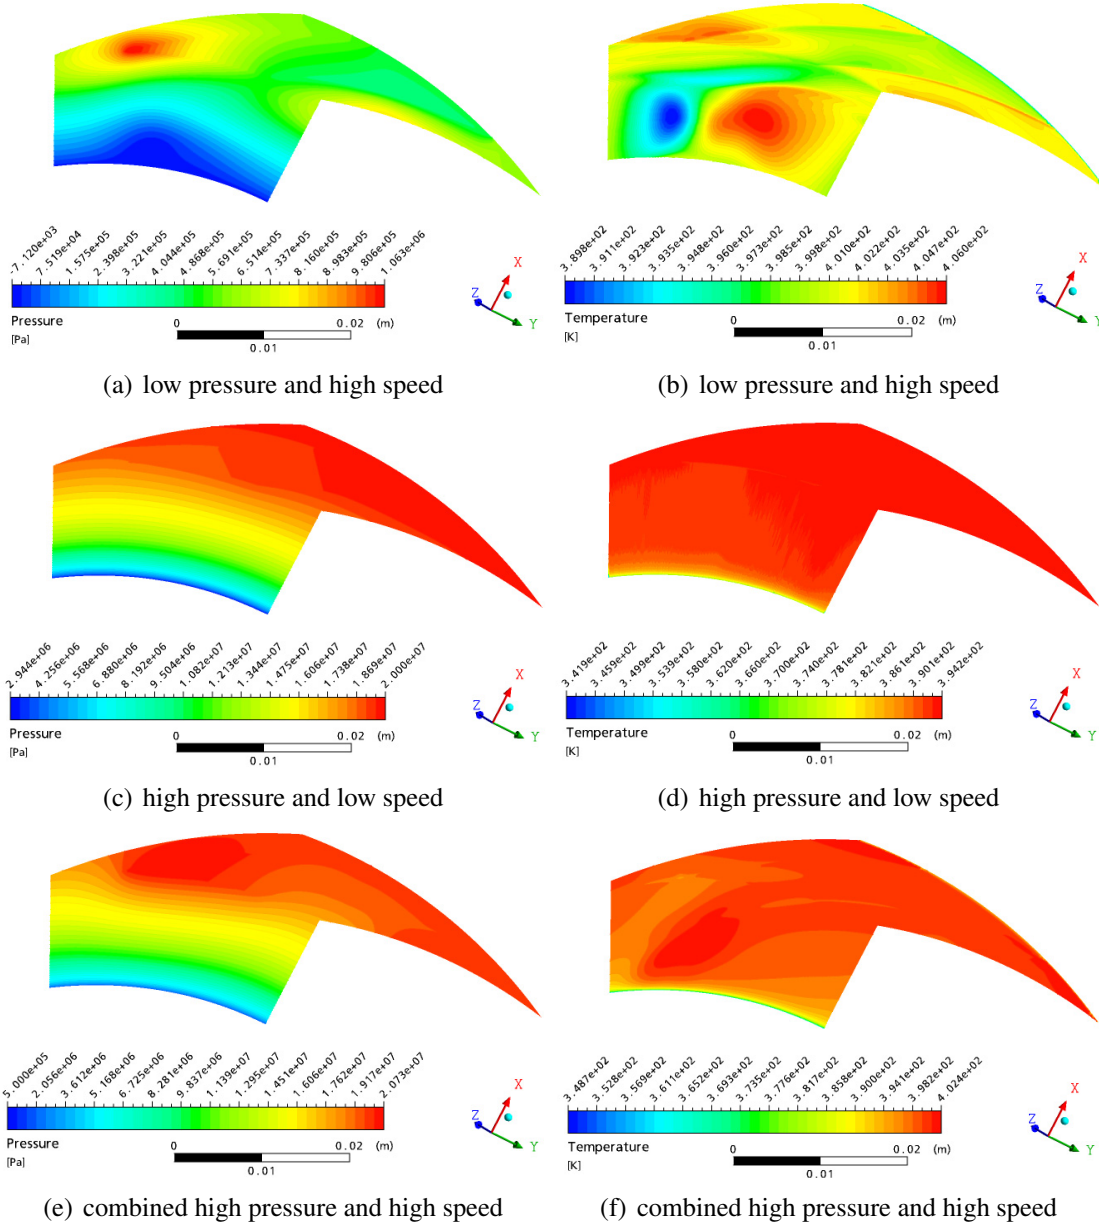 -7.120e+03 7.519e+04 1.575e+05 2.398e+05 3.221e+05 4.044e+05 4.868e+05 5.691e+05 6.514e+05 7.337e+05 8.160e+05 8.983e+05 9.806e+05 1.063e+06
Pressure
[Pa]
0 0.02 (m)
0.01
X
Z
Y
3.898e+02 3.911e+02 3.923e+02 3.935e+02 3.948e+02 3.960e+02 3.973e+02 3.985e+02 3.998e+02 4.010e+02 4.022e+02 4.035e+02 4.047e+02 4.060e+02
Temperature
[K]
0 0.02 (m)
0.01
X
Z
Y
(a) low pressure and high speed
(b) low pressure and high speed
2.944e+06 4.256e+06 5.568e+06 6.880e+06 8.192e+06 9.504e+06 1.082e+07 1.213e+07 1.344e+07 1.475e+07 1.606e+07 1.738e+07 1.869e+07 2.000e+07
Pressure
[Pa]
0 0.02 (m)
0.01
X
Z
Y
3.419e+02 3.459e+02 3.499e+02 3.539e+02 3.580e+02 3.620e+02 3.660e+02 3.700e+02 3.740e+02 3.781e+02 3.821e+02 3.861e+02 3.901e+02 3.942e+02
Temperature
[K]
0 0.02 (m)
0.01
X
Z
Y
(c) high pressure and low speed
(d) high pressure and low speed
5.000e+05 2.056e+06 3.612e+06 5.168e+06 6.725e+06 8.281e+06 9.837e+06 1.139e+07 1.295e+07 1.451e+07 1.606e+07 1.762e+07 1.917e+07 2.073e+07
Pressure
[Pa]
0 0.02 (m)
0.01
X
Z
Y
3.487e+02 3.528e+02 3.569e+02 3.611e+02 3.652e+02 3.693e+02 3.735e+02 3.776e+02 3.817e+02 3.858e+02 3.900e+02 3.941e+02 3.982e+02 4.024e+02
Temperature
[K]
0 0.02 (m)
0.01
X
Z
Y
(e) combined high pressure and high speed
(f) combined high pressure and high speed